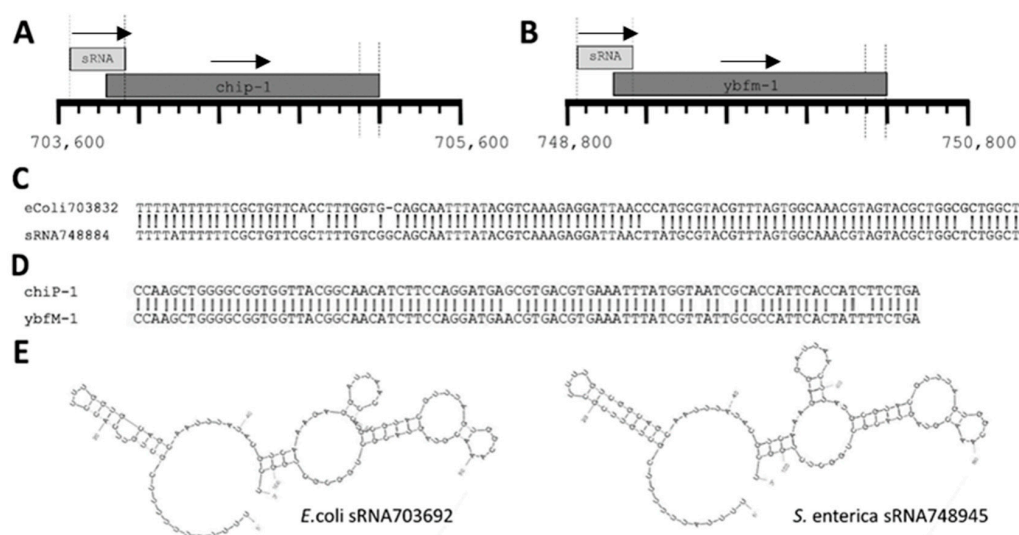 A
B
sRNA
sRNA
chip-1
ybfm-1
703,600
705,600
748,800
750,800
C
eColi703832 TTTTATTTTTTCGCTGTTCACCTTTGGTG-CAGCAATTTATACGTCAAAGAGGATTAACCCATGCGTACGTTTAGTGGCAAACGTAGTACGCTGGCGCTGGCT
sRNA748884 TTTTATTTTTTCGCTGTTCGCTTTTGTCGGCAGCAATTTATACGTCAAAGAGGATTAACTTATGCGTACGTTTAGTGGCAAACGTAGTACGCTGGCTCTGGCT
D
chiP-1 CCAAGCTGGGGCGGTGGTTACGGCAACATCTTCCAGGATGAGCGTGACGTGAAATTTATGGTAATCGCACCATTCACCATCTTCTGA
ybfM-1 CCAAGCTGGGGCGGTGGTTACGGCAACATCTTCCAGGATGAACGTGACGTGAAATTTATCGTTATTGCGCCATTCACTATTTTCTGA
E
E.coli sRNA703692
S. enterica sRNA748945